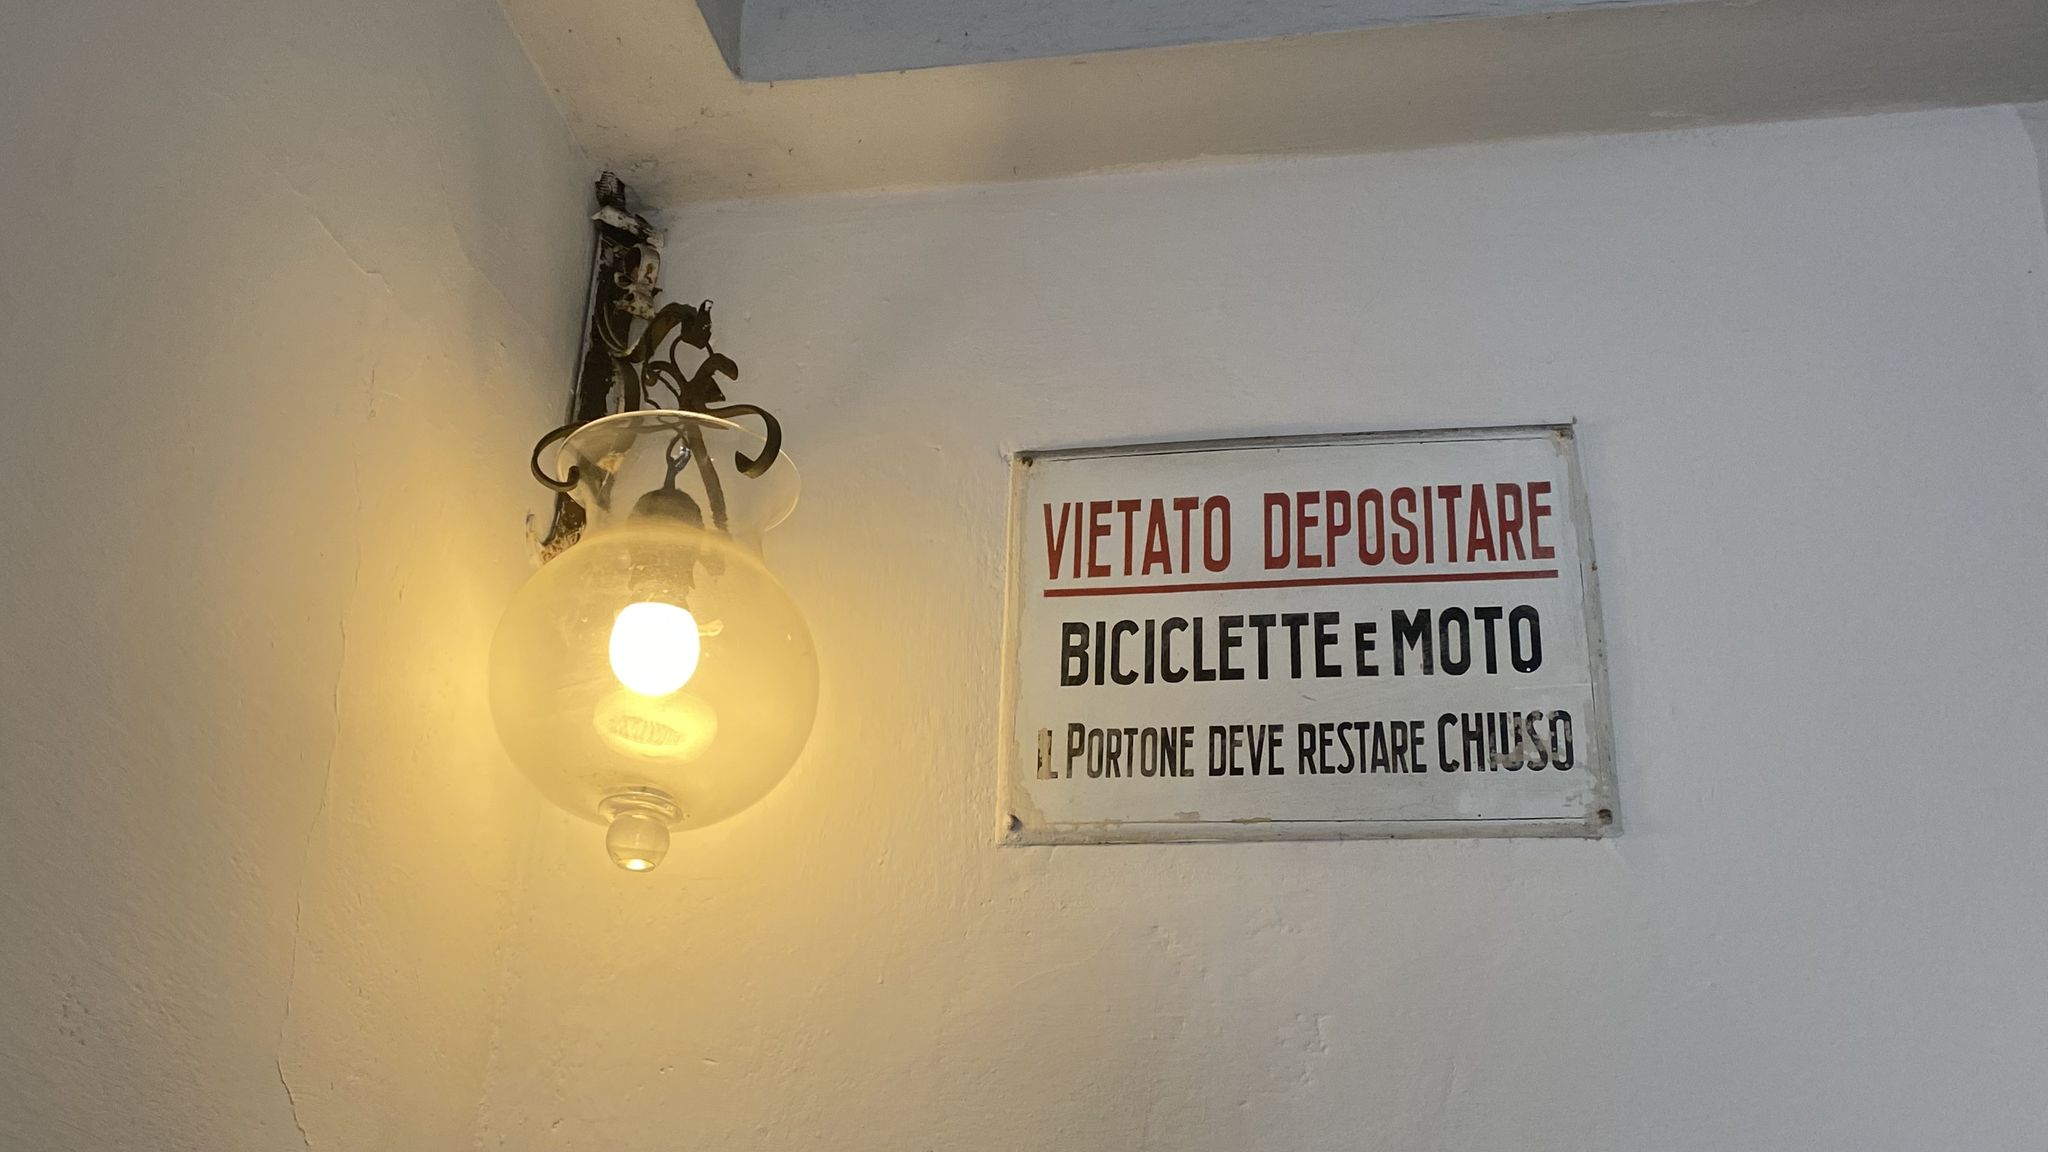 VIETATO DEPOSITARE
BICICLETTE E MOTO
IL PORTONE DEVE RESTARE CHIUSO